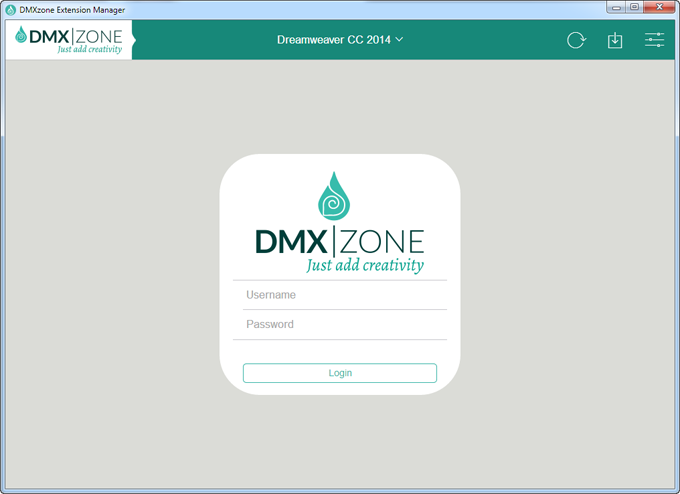 DMXzone Extension Manager
DMX|ZONE
Just add creativity
Dreamweaver CC 2014
DMX|ZONE
Just add creativity
Username
Password
Login